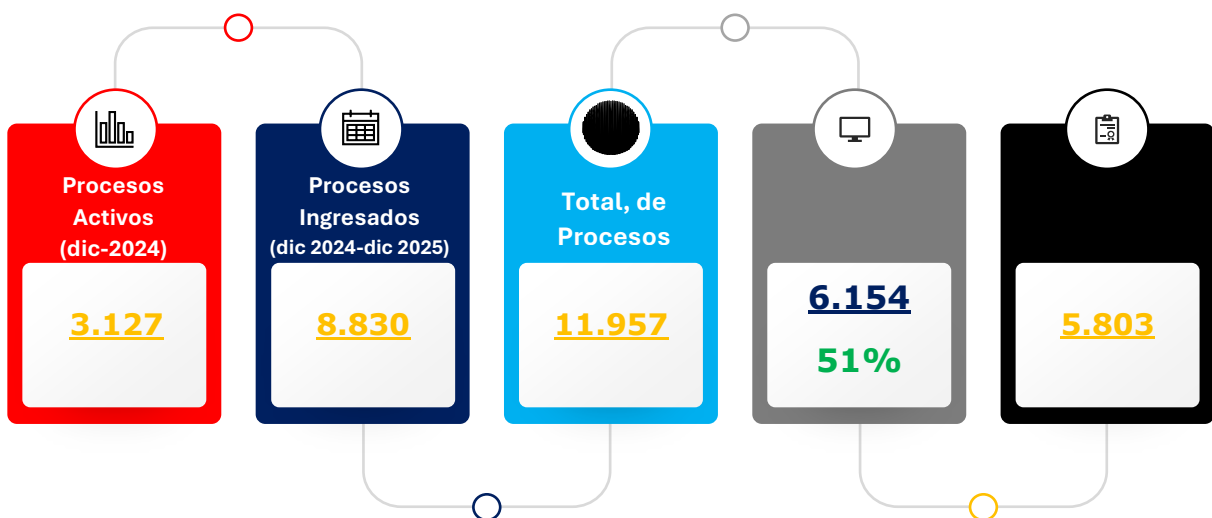 Procesos
Activos
(dic-2024)
3.127
Procesos
Ingresados
(dic 2024-dic 2025)
8.830
Total, de
Procesos
11.957
6.154
51%
5.803